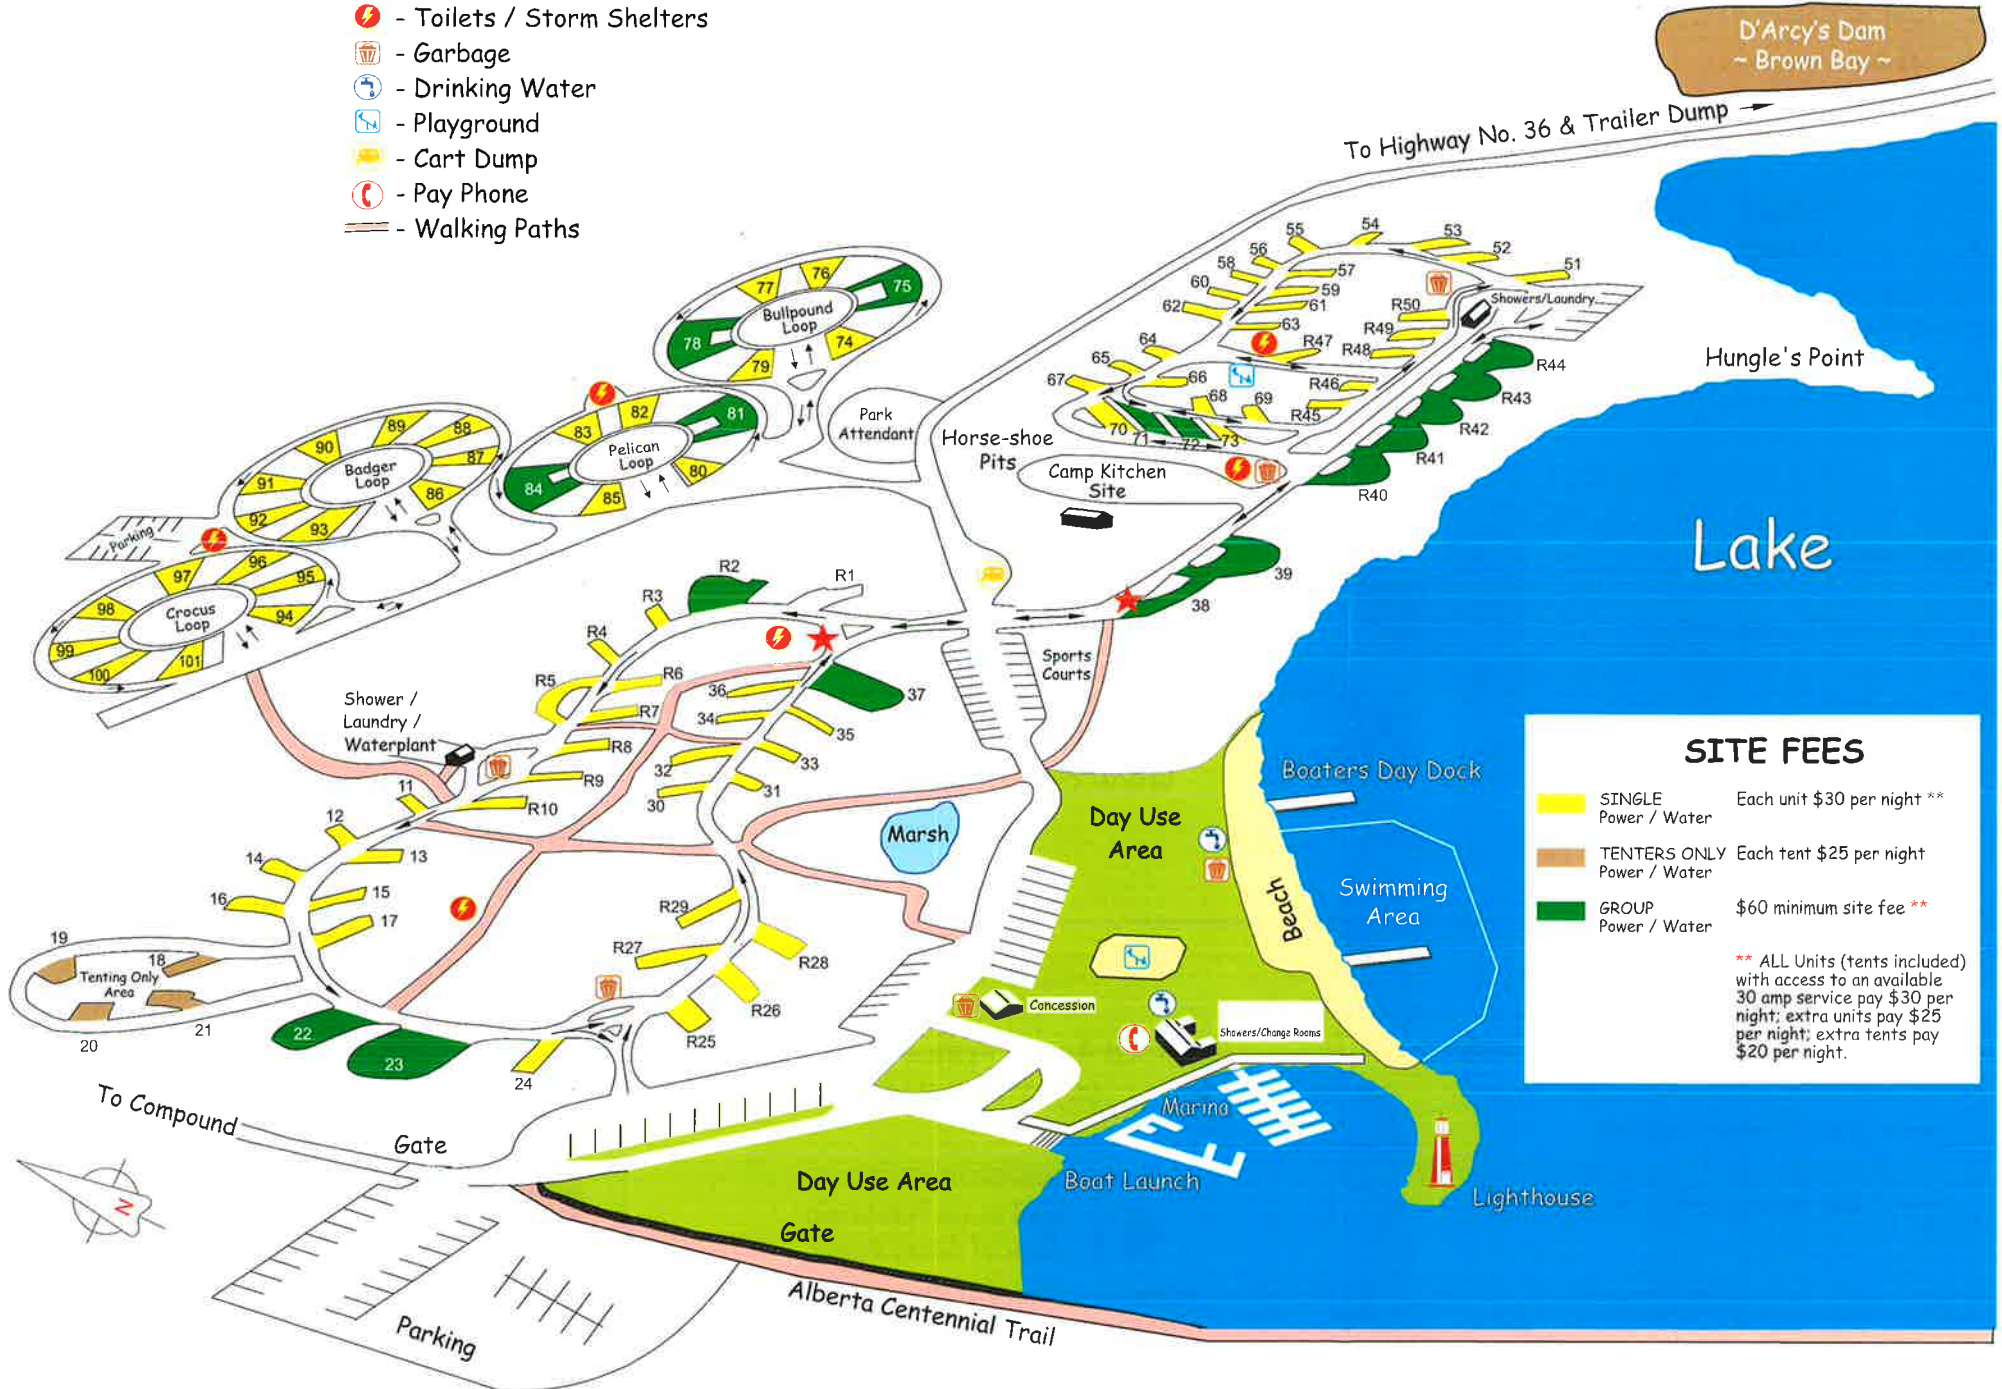 - Toilets / Storm Shelters
- Garbage
- Drinking Water
- Playground
- Cart Dump
- Pay Phone
- Walking Paths
D'Arcy's Dam
~ Brown Bay ~
To Highway No. 36 & Trailer Dump
Hungle's Point
Lake
51
52
53
54
55
56
57
58
59
60
61
62
63
64
65
66
67
68
69
70
71
72
73
R50
R49
R48
R47
R46
R45
R44
R43
R42
R41
R40
39
38
Showers/Laundry
Horse-shoe
Pits
Camp Kitchen
Site
Park
Attendant
Bullpound
Loop
74
75
76
77
78
79
Pelican
Loop
80
81
82
83
84
85
Badger
Loop
86
87
88
89
90
91
92
93
Parking
Crocus
Loop
94
95
96
97
98
99
100
101
R1
R2
R3
R4
R5
R6
R7
R8
R9
R10
Shower /
Laundry /
Waterplant
11
12
13
14
15
16
17
18
19
20
21
Tenting Only
Area
22
23
24
R25
R26
R27
R28
R29
30
31
32
33
34
35
36
37
Sports
Courts
Marsh
Day Use
Area
Beach
Boaters Day Dock
Swimming
Area
Concession
Showers/Change Rooms
Marina
Boat Launch
Lighthouse
Day Use Area
Gate
Alberta Centennial Trail
To Compound
Gate
Parking
N
SITE FEES
SINGLE Each unit $30 per night **
Power / Water
TENTERS ONLY Each tent $25 per night
Power / Water
GROUP $60 minimum site fee **
Power / Water
** ALL Units (tents included)
with access to an available
30 amp service pay $30 per
night; extra units pay $25
per night; extra tents pay
$20 per night.